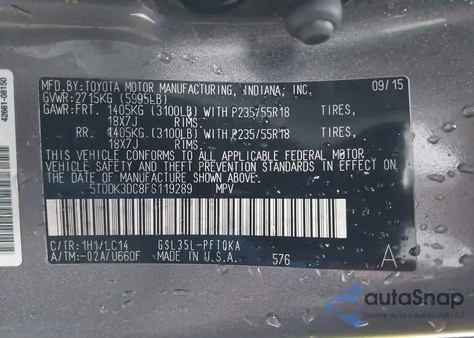 MFD.BY:TOYOTA MOTOR MANUFACTURING, INDIANA, INC. 09/15
GVWR:2715KG (5995LB)
GAWR:FRT. 1405KG (3100LB) WITH P235/55R18 TIRES,
18X7J RIMS.
RR. 1405KG (3100LB) WITH P235/55R18 TIRES,
18X7J RIMS.
THIS VEHICLE CONFORMS TO ALL APPLICABLE FEDERAL MOTOR
VEHICLE SAFETY AND THEFT PREVENTION STANDARDS IN EFFECT ON THE
DATE OF MANUFACTURE SHOWN ABOVE.
5TDDK3DC8FS119289 MPV
C/TR:1H1/LC14 GSL35L-PFTQKA
A/TM:-02A/U660F MADE IN U.S.A. 576 A
42661-08150
autoSnap